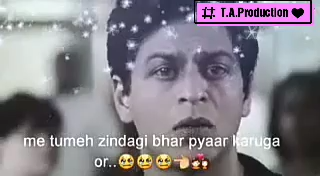 # T.A.Production ❤
me tumeh zindagi bhar pyaar karuga
or..🥺🥺🥺👈💑